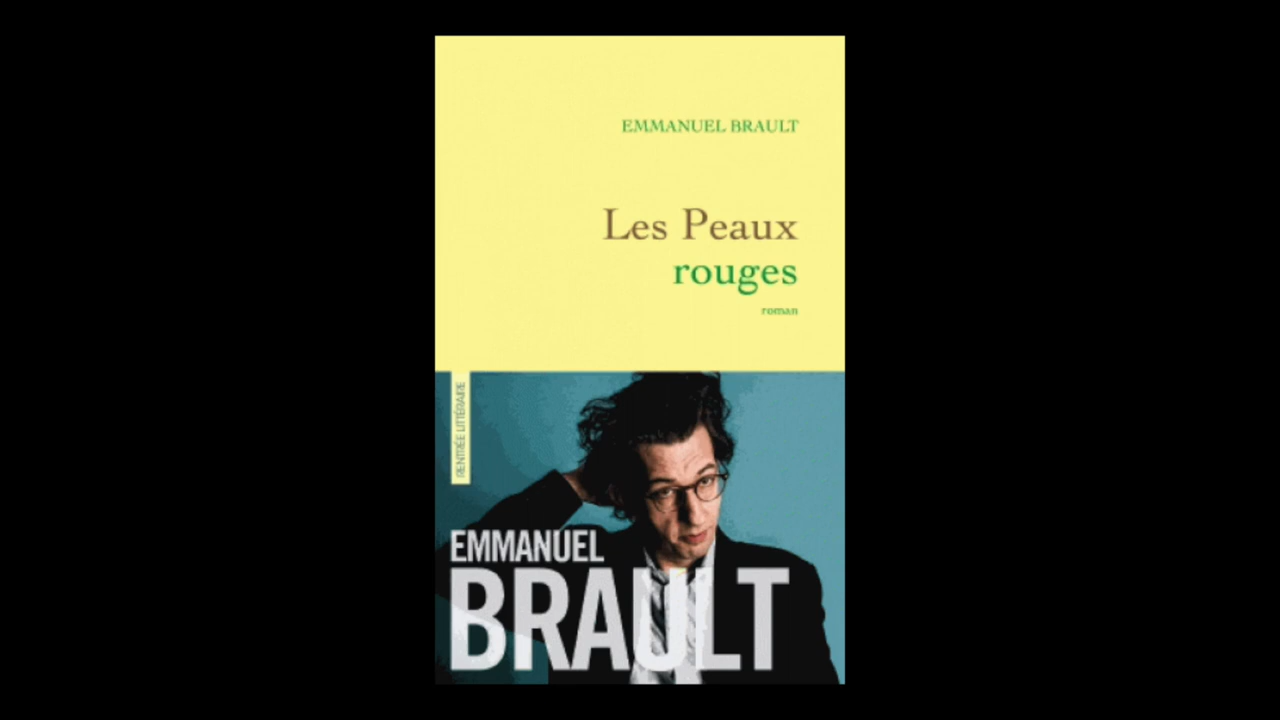 EMMANUEL BRAULT
Les Peaux
rouges
roman
RENTRÉE LITTÉRAIRE
EMMANUEL
BRAULT